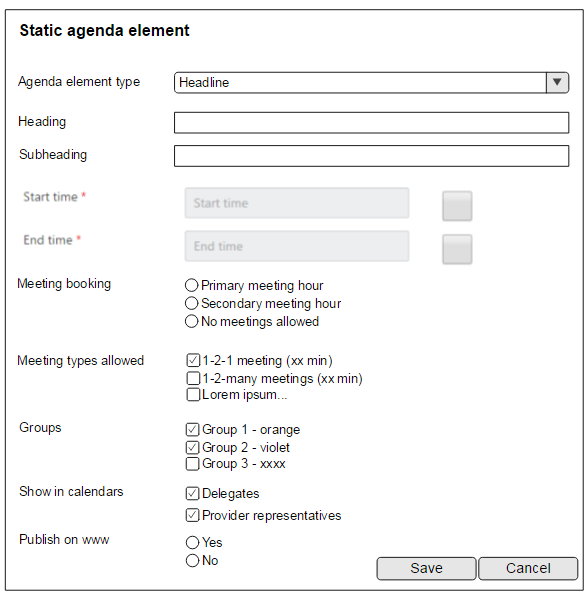 Static agenda element
Agenda element type Headline
Heading
Subheading
Start time * Start time
End time * End time
Meeting booking
Primary meeting hour
Secondary meeting hour
No meetings allowed
Meeting types allowed
1-2-1 meeting (xx min)
1-2-many meetings (xx min)
Lorem ipsum...
Groups
Group 1 - orange
Group 2 - violet
Group 3 - xxxx
Show in calendars
Delegates
Provider representatives
Publish on www
Yes
No
Save Cancel